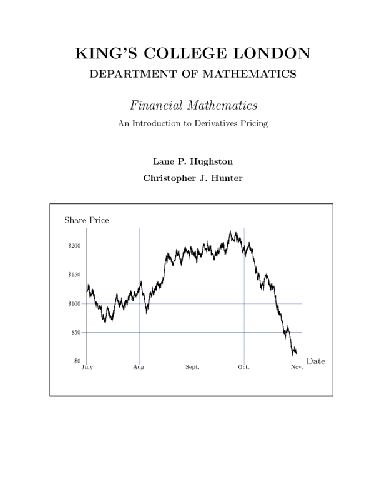 KING'S COLLEGE LONDON
DEPARTMENT OF MATHEMATICS
Financial Mathematics
An Introduction to Derivatives Pricing
Lane P. Hughston
Christopher J. Hunter
Share Price
$200
$150
$100
$50
$0
Date
July
Aug
Sept.
Oct.
Nov.